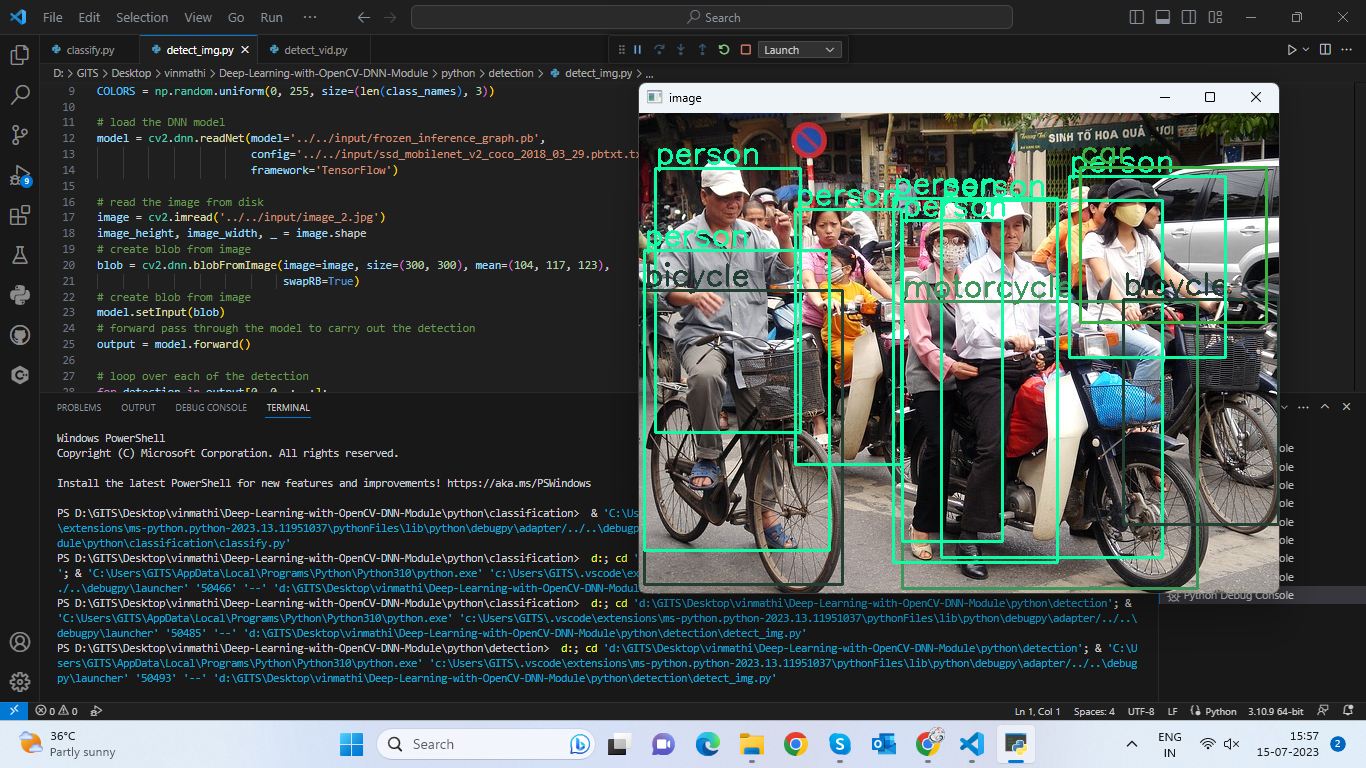 File Edit Selection View Go Run ··· Search
classify.py detect_img.py detect_vid.py Launch
D: > GITS > Desktop > vinmathi > Deep-Learning-with-OpenCV-DNN-Module > python > detection > detect_img.py > ...
9 COLORS = np.random.uniform(0, 255, size=(len(class_names), 3))
10
11 # load the DNN model
12 model = cv2.dnn.readNet(model='../../input/frozen_inference_graph.pb',
13 config='../../input/ssd_mobilenet_v2_coco_2018_03_29.pbtxt.tx
14 framework='TensorFlow')
15
16 # read the image from disk
17 image = cv2.imread('../../input/image_2.jpg')
18 image_height, image_width, _ = image.shape
19 # create blob from image
20 blob = cv2.dnn.blobFromImage(image=image, size=(300, 300), mean=(104, 117, 123),
21 swapRB=True)
22 # create blob from image
23 model.setInput(blob)
24 # forward pass through the model to carry out the detection
25 output = model.forward()
26
27 # loop over each of the detection
28 for detection in output[0, 0, :, :]:
image
SINH TỐ HOA QUẢ TƯƠI
car
person
person
person
person
person
person
person
bicycle
motorcycle
bicycle
PROBLEMS OUTPUT DEBUG CONSOLE TERMINAL
Windows PowerShell
Copyright (C) Microsoft Corporation. All rights reserved.
Install the latest PowerShell for new features and improvements! https://aka.ms/PSWindows
PS D:\GITS\Desktop\vinmathi\Deep-Learning-with-OpenCV-DNN-Module\python\classification> & 'C:\Us
\extensions\ms-python.python-2023.13.11951037\pythonFiles\lib\python\debugpy\adapter/../..\debugp
dule\python\classification\classify.py'
PS D:\GITS\Desktop\vinmathi\Deep-Learning-with-OpenCV-DNN-Module\python\classification> d:; cd '
'; & 'C:\Users\GITS\AppData\Local\Programs\Python\Python310\python.exe' 'c:\Users\GITS\.vscode\ex
./..\debugpy\launcher' '50466' '--' 'd:\GITS\Desktop\vinmathi\Deep-Learning-with-OpenCV-DNN-Modul
PS D:\GITS\Desktop\vinmathi\Deep-Learning-with-OpenCV-DNN-Module\python\classification> d:; cd 'd:\GITS\Desktop\vinmathi\Deep-Learning-with-OpenCV-DNN-Module\python\detection'; &
'C:\Users\GITS\AppData\Local\Programs\Python\Python310\python.exe' 'c:\Users\GITS\.vscode\extensions\ms-python.python-2023.13.11951037\pythonFiles\lib\python\debugpy\adapter/../..\
debugpy\launcher' '50485' '--' 'd:\GITS\Desktop\vinmathi\Deep-Learning-with-OpenCV-DNN-Module\python\detection\detect_img.py'
PS D:\GITS\Desktop\vinmathi\Deep-Learning-with-OpenCV-DNN-Module\python\detection> d:; cd 'd:\GITS\Desktop\vinmathi\Deep-Learning-with-OpenCV-DNN-Module\python\detection'; & 'C:\U
sers\GITS\AppData\Local\Programs\Python\Python310\python.exe' 'c:\Users\GITS\.vscode\extensions\ms-python.python-2023.13.11951037\pythonFiles\lib\python\debugpy\adapter/../..\debug
py\launcher' '50493' '--' 'd:\GITS\Desktop\vinmathi\Deep-Learning-with-OpenCV-DNN-Module\python\detection\detect_img.py'
ole
ole
ole
ole
ole
ole
ole
ole
Python Debug Console
9
0 0 Ln 1, Col 1 Spaces: 4 UTF-8 LF Python 3.10.9 64-bit
36°C
Partly sunny
Search
ENG
IN
15:57
15-07-2023
2